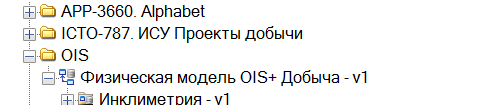 APP-3660. Alphabet
ICTO-787. ИСУ Проекты добычи
OIS
Физическая модель OIS+ Добыча - v1
Инклиметрия - v1